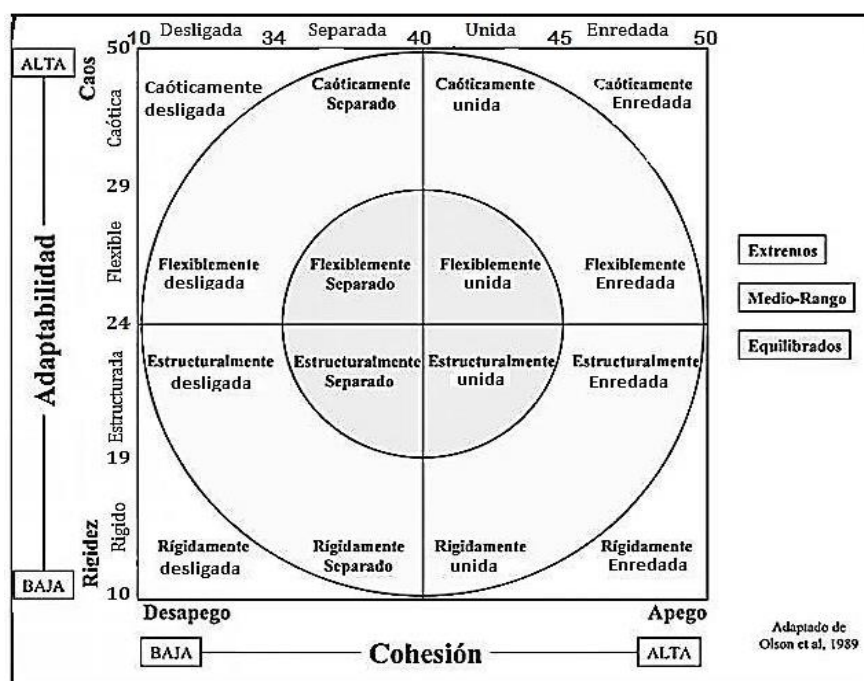 Desligada Separada Unida Enredada
50 10 34 40 45 50
ALTA
Caos
Caótica
Caóticamente desligada
Caóticamente Separado
Caóticamente unida
Caóticamente Enredada
29
Adaptabilidad
Flexible
Flexiblemente desligada
Flexiblemente Separado
Flexiblemente unida
Flexiblemente Enredada
Extremos
Medio-Rango
Equilibrados
24
Estructurada
Estructuralmente desligada
Estructuralmente Separado
Estructuralmente unida
Estructuralmente Enredada
19
Rigidez
Rígido
Rígidamente desligada
Rígidamente Separado
Rigidamente unida
Rígidamente Enredada
BAJA
10
Desapego
Apego
BAJA
Cohesión
ALTA
Adaptado de
Olson et al, 1989